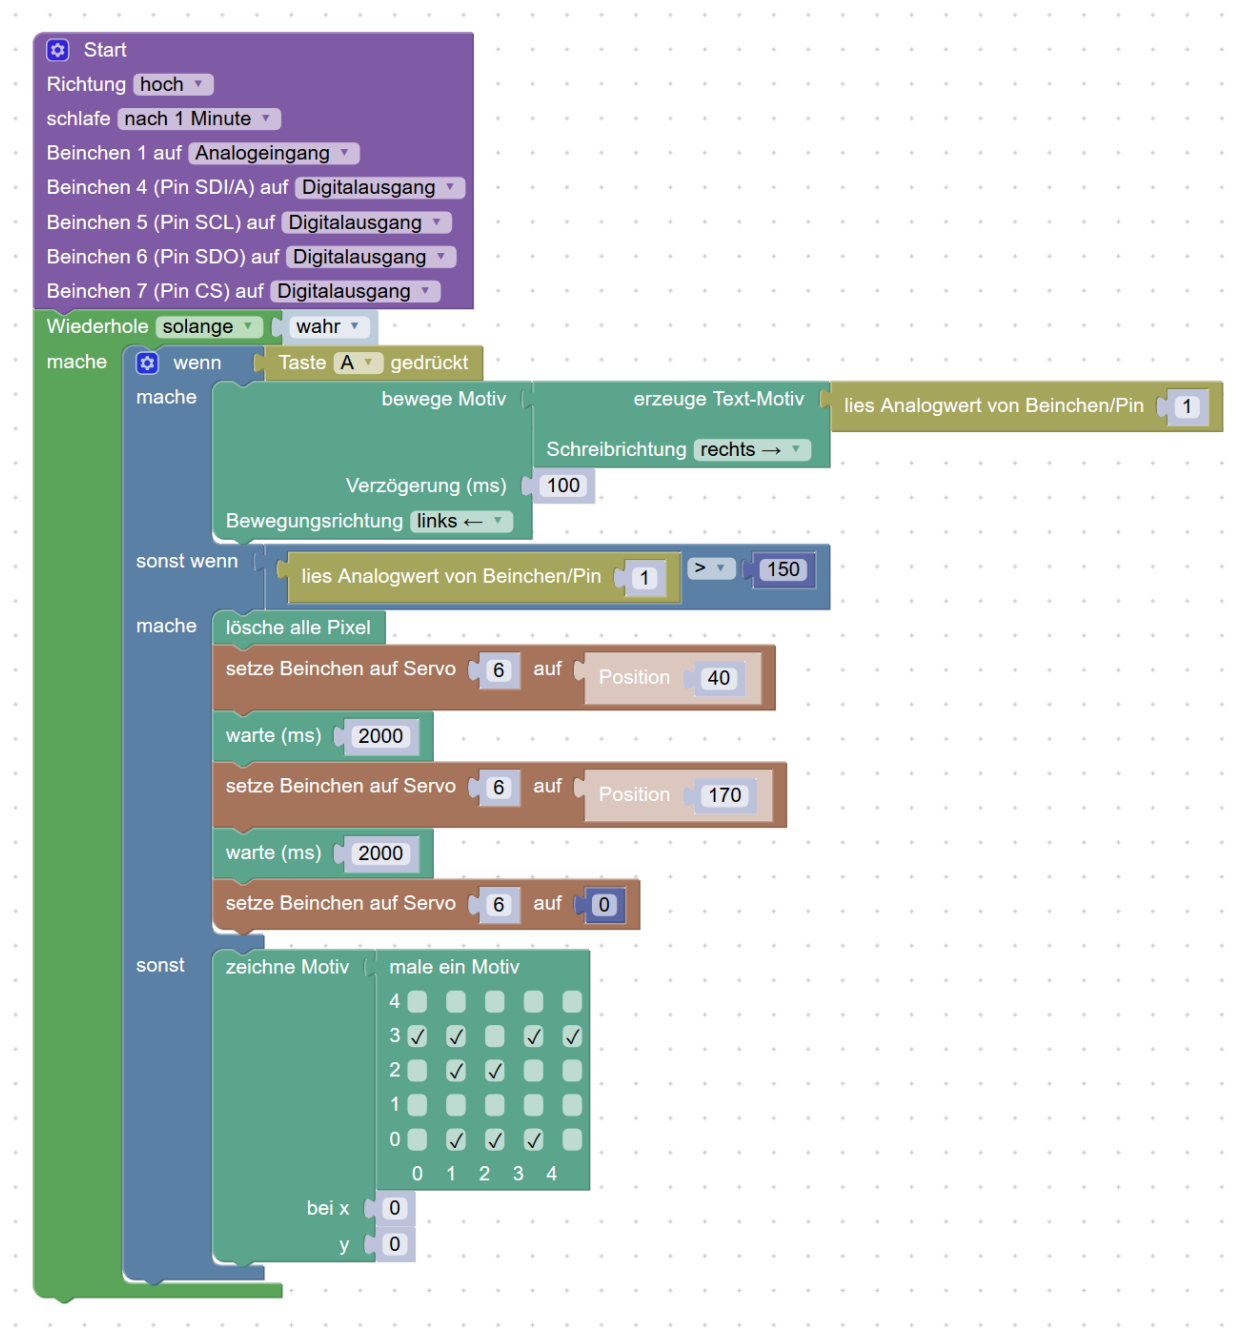 Start
Richtung hoch
schlafe nach 1 Minute
Beinchen 1 auf Analogeingang
Beinchen 4 (Pin SDI/A) auf Digitalausgang
Beinchen 5 (Pin SCL) auf Digitalausgang
Beinchen 6 (Pin SDO) auf Digitalausgang
Beinchen 7 (Pin CS) auf Digitalausgang
Wiederhole solange wahr
mache wenn Taste A gedrückt
mache bewege Motiv erzeuge Text-Motiv lies Analogwert von Beinchen/Pin 1
Schreibrichtung rechts →
Verzögerung (ms) 100
Bewegungsrichtung links ←
sonst wenn lies Analogwert von Beinchen/Pin 1 > 150
mache lösche alle Pixel
setze Beinchen auf Servo 6 auf Position 40
warte (ms) 2000
setze Beinchen auf Servo 6 auf Position 170
warte (ms) 2000
setze Beinchen auf Servo 6 auf 0
sonst zeichne Motiv male ein Motiv
4
3 ✓ ✓ ✓ ✓
2 ✓ ✓
1
0 ✓ ✓ ✓
0 1 2 3 4
bei x 0
y 0